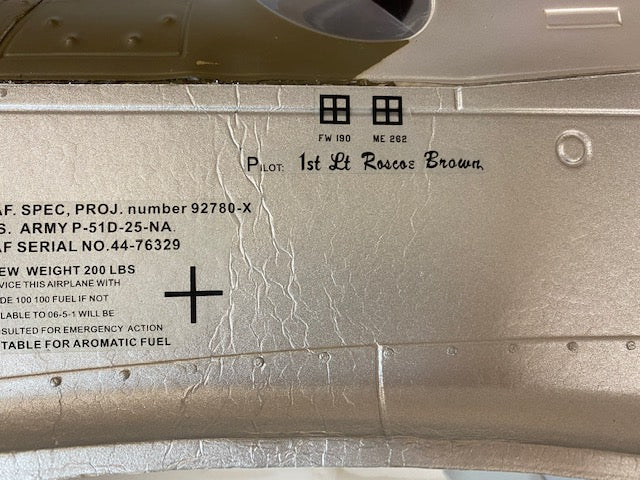 FW 190 ME 262
PILOT: 1st Lt Roscoe Brown
AF. SPEC, PROJ. number 92780-X
S. ARMY P-51D-25-NA
AF SERIAL NO.44-76329
EW WEIGHT 200 LBS
VICE THIS AIRPLANE WITH
DE 100 100 FUEL IF NOT
LABLE TO 06-5-1 WILL BE
SULTED FOR EMERGENCY ACTION
TABLE FOR AROMATIC FUEL